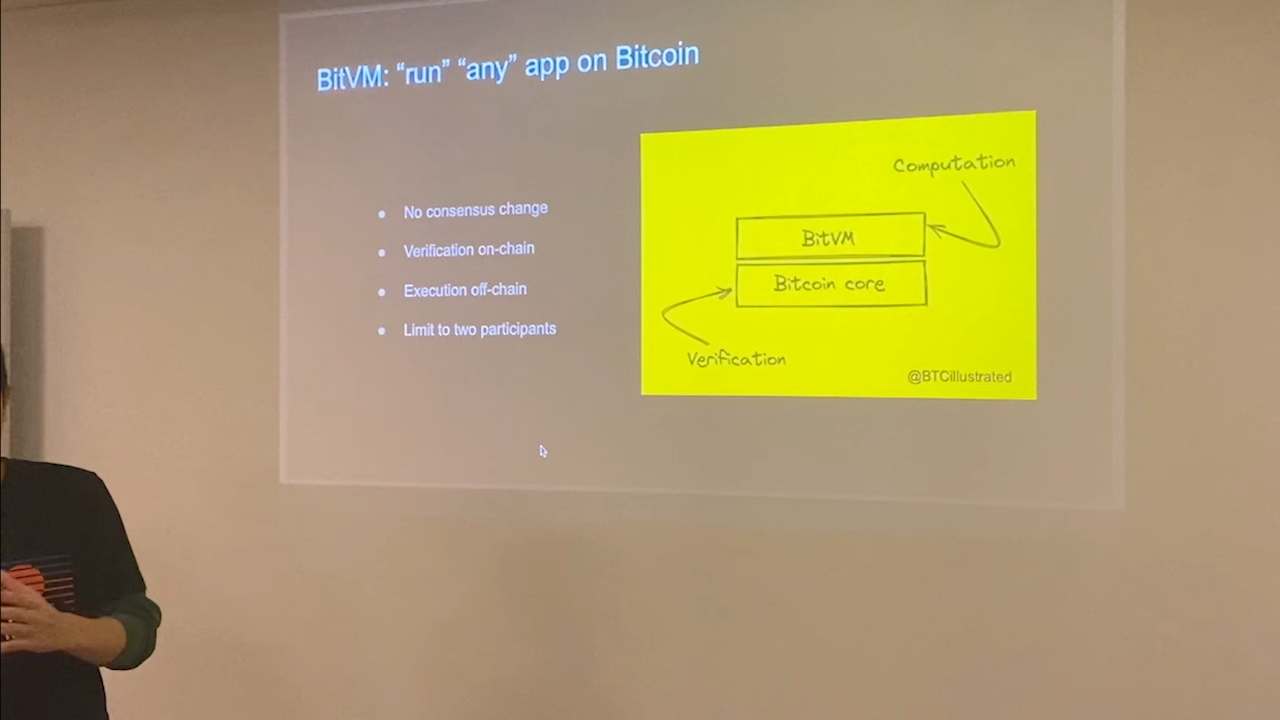 BitVM: “run” “any” app on Bitcoin
No consensus change
Verification on-chain
Execution off-chain
Limit to two participants
Computation
BitVM
Bitcoin core
Verification
@BTCillustrated